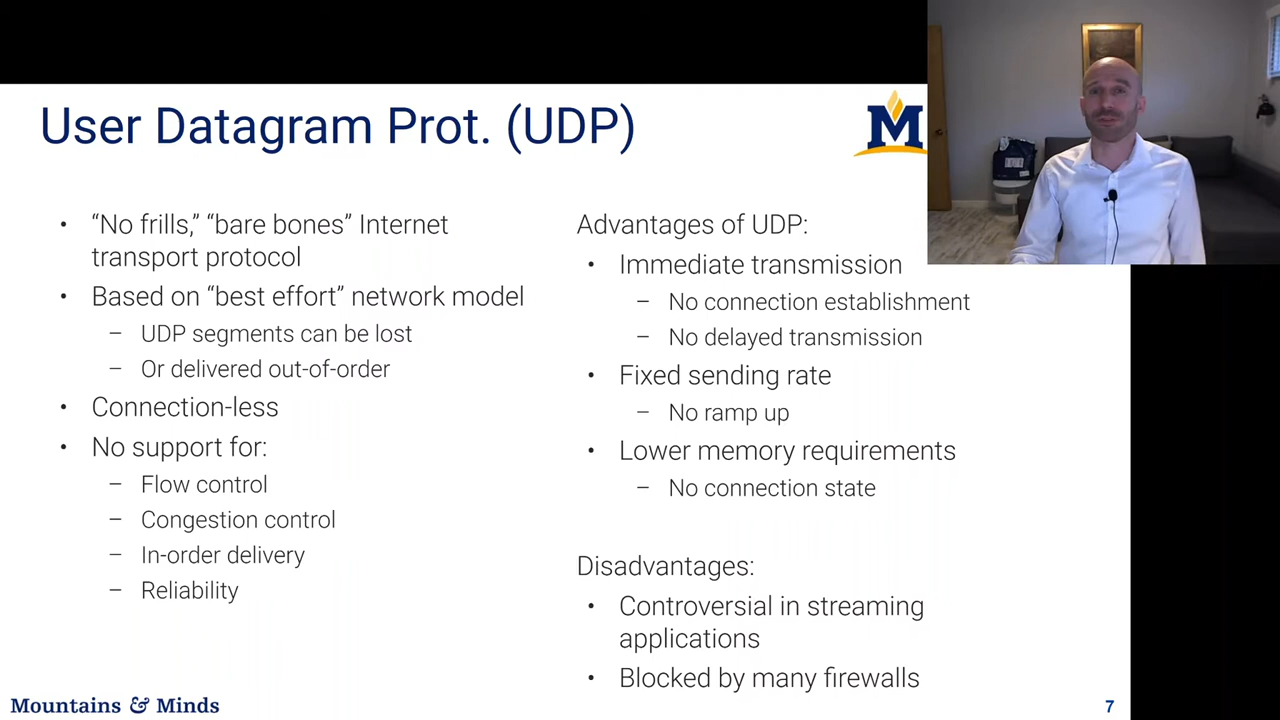 User Datagram Prot. (UDP)
M
• “No frills,” “bare bones” Internet
transport protocol
• Based on “best effort” network model
– UDP segments can be lost
– Or delivered out-of-order
• Connection-less
• No support for:
– Flow control
– Congestion control
– In-order delivery
– Reliability
Advantages of UDP:
• Immediate transmission
– No connection establishment
– No delayed transmission
• Fixed sending rate
– No ramp up
• Lower memory requirements
– No connection state
Disadvantages:
• Controversial in streaming
applications
• Blocked by many firewalls
Mountains & Minds
7